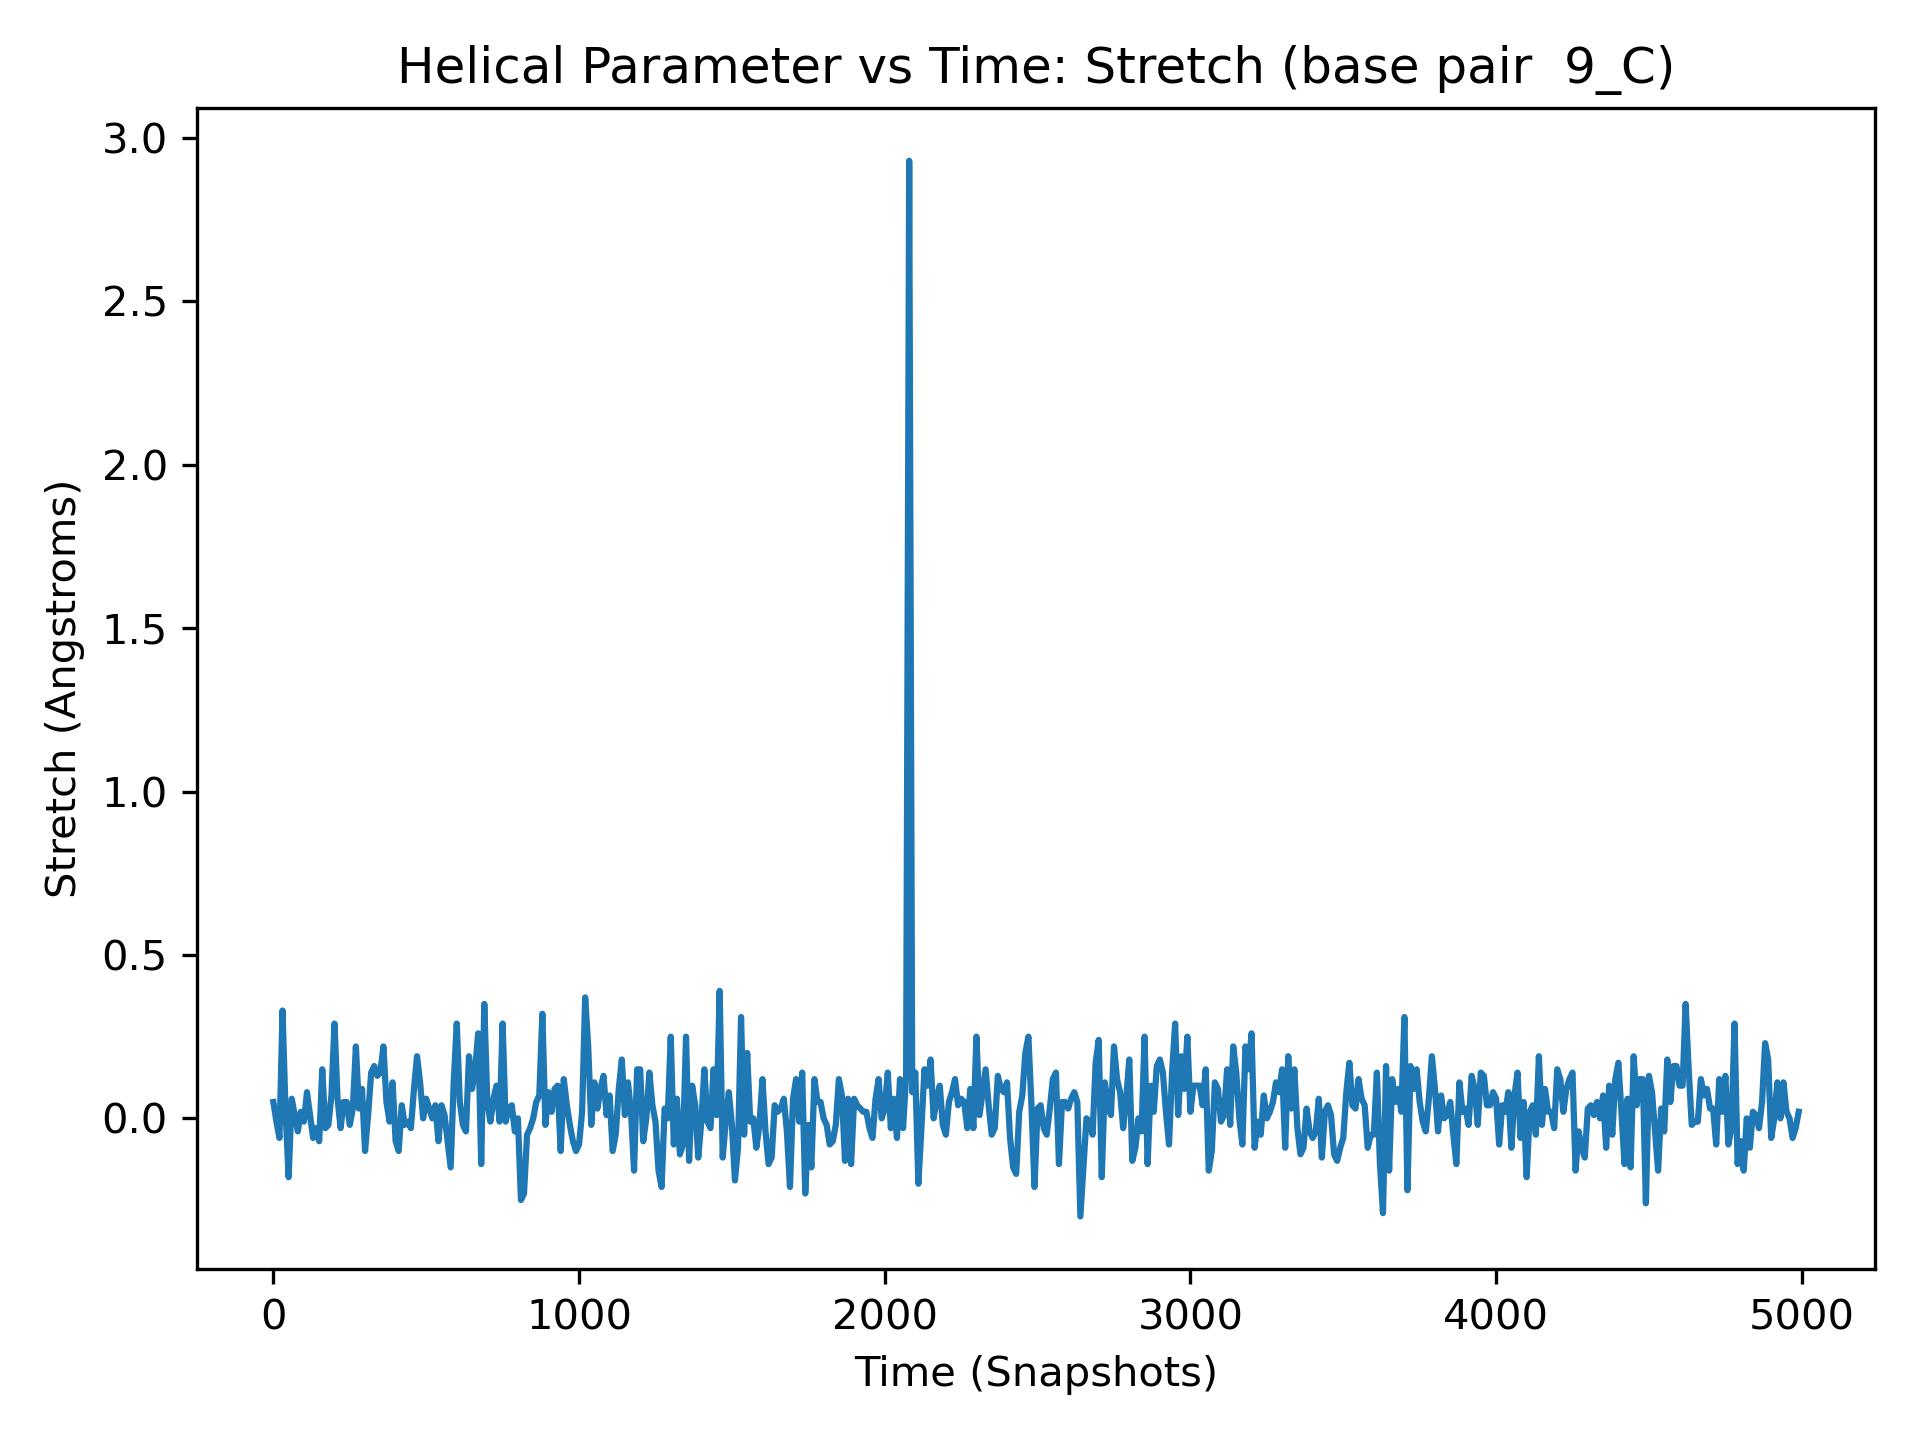 Helical Parameter vs Time: Stretch (base pair  9_C)
3.0
2.5
2.0
1.5
1.0
0.5
0.0
Stretch (Angstroms)
0 1000 2000 3000 4000 5000
Time (Snapshots)